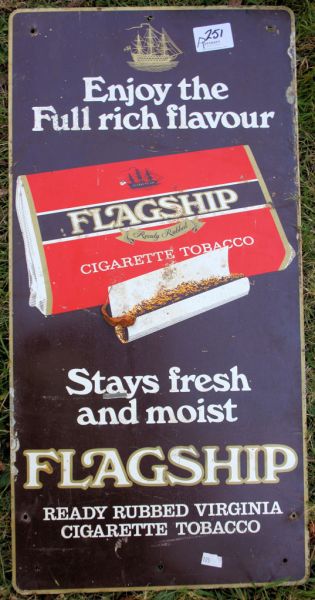 251
Enjoy the
Full rich flavour
FLAGSHIP
Ready Rubbed
CIGARETTE TOBACCO
Stays fresh
and moist
FLAGSHIP
READY RUBBED VIRGINIA
CIGARETTE TOBACCO